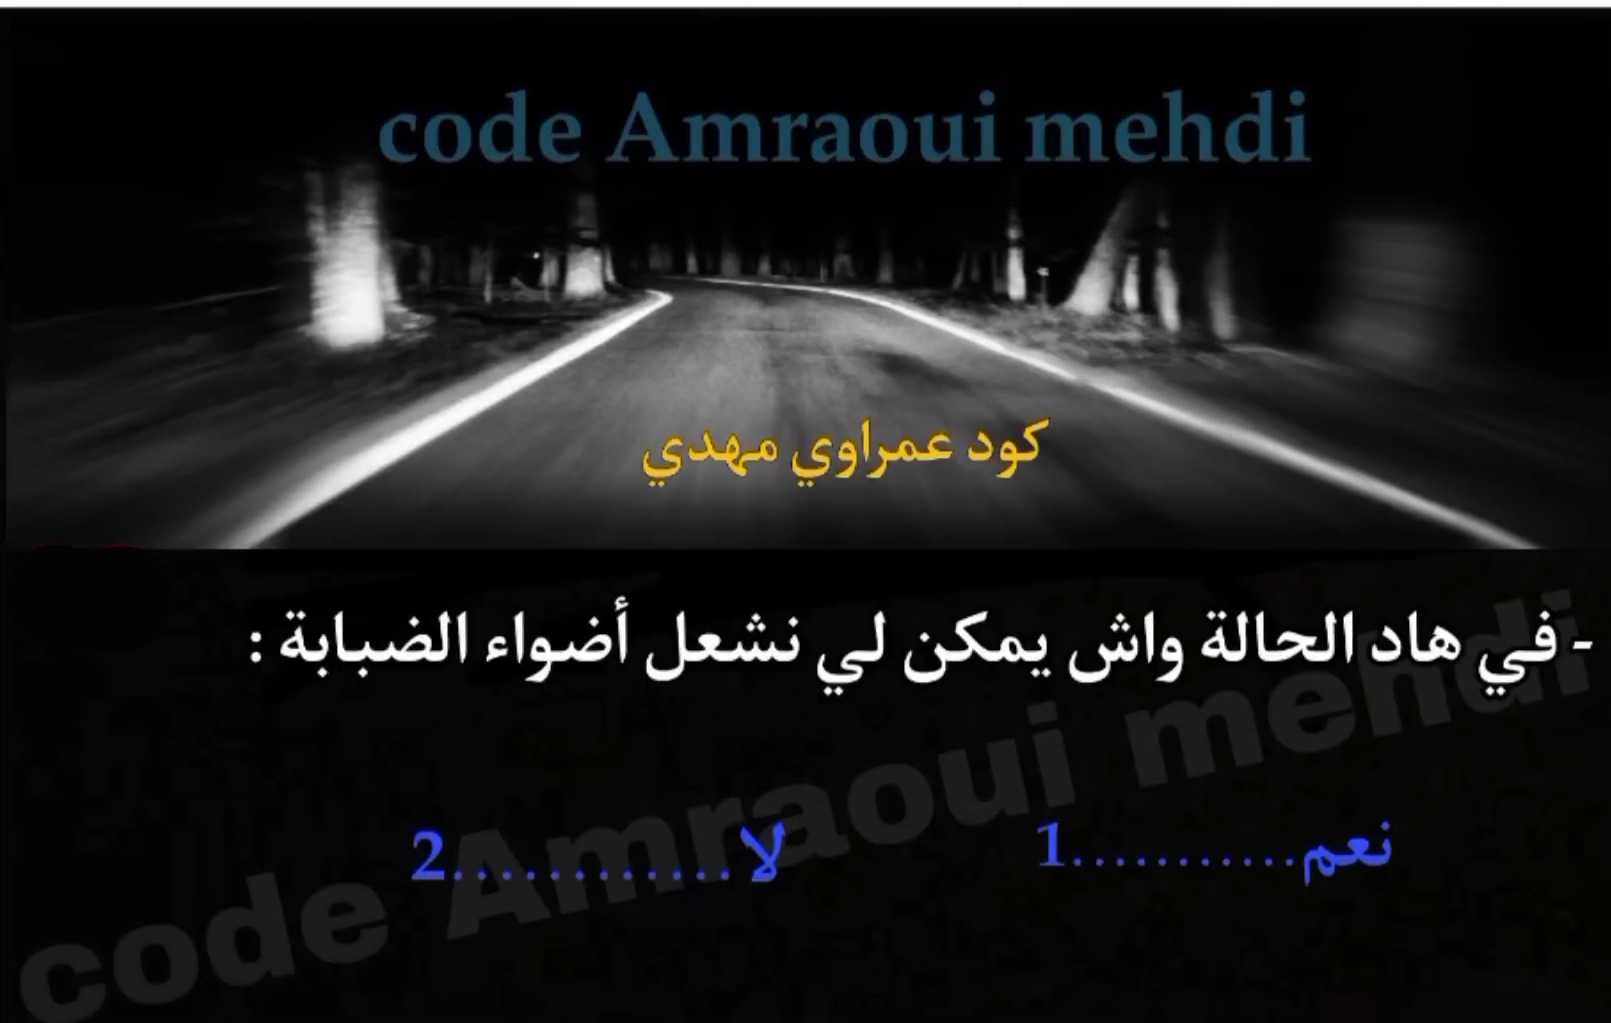 code Amraoui mehdi
كود عمراوي مهدي
- في هاد الحالة واش يمكن لي نشعل أضواء الضبابة :
نعم...........1 لا.............2
code Amraoui mehdi